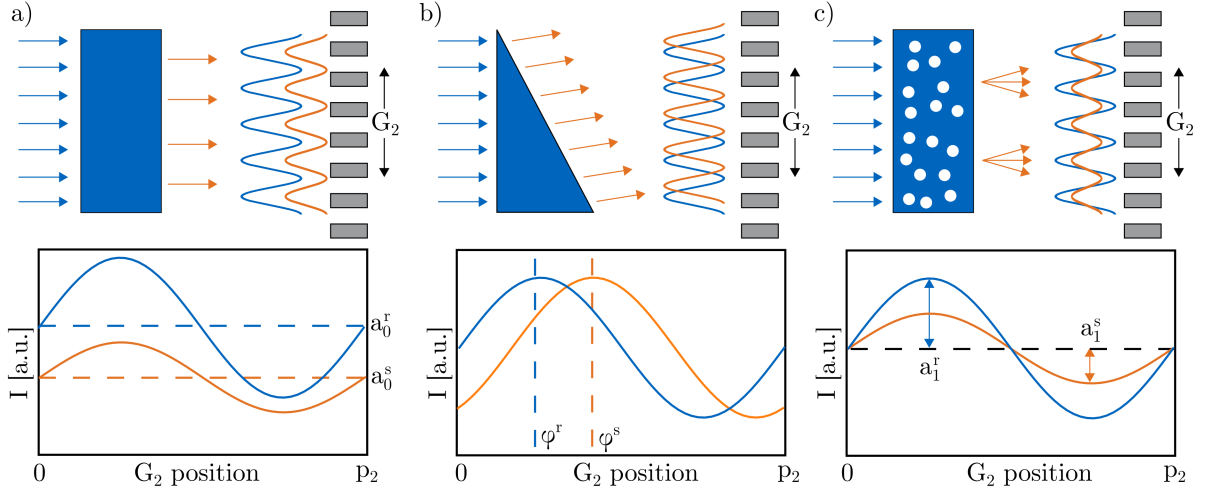 a)
G₂
b)
G₂
c)
G₂
I [a.u.]
a₀ʳ
a₀ˢ
0
G₂ position
p₂
I [a.u.]
φʳ
φˢ
0
G₂ position
p₂
I [a.u.]
a₁ʳ
a₁ˢ
0
G₂ position
p₂